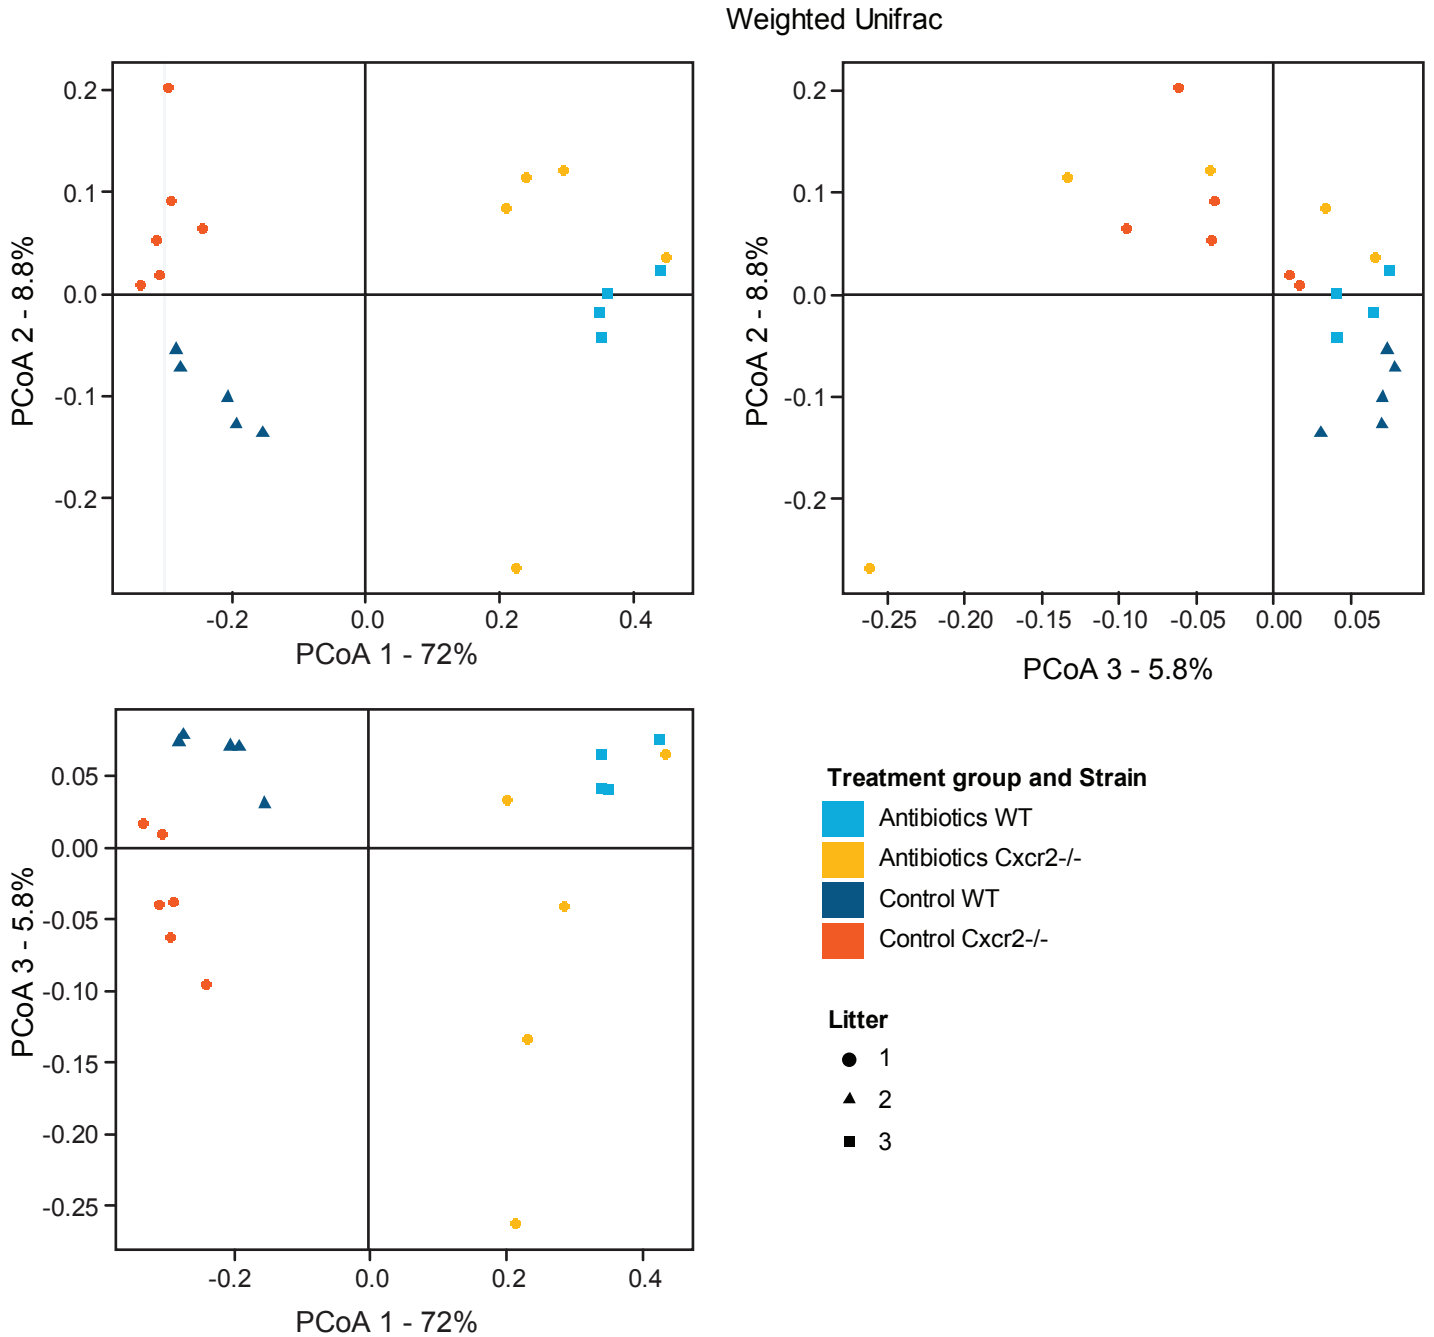 Weighted Unifrac
0.2
0.1
0.0
-0.1
-0.2
PCoA 2 - 8.8%
-0.2
0.0
0.2
0.4
PCoA 1 - 72%
0.2
0.1
0.0
-0.1
-0.2
PCoA 2 - 8.8%
-0.25
-0.20
-0.15
-0.10
-0.05
0.00
0.05
PCoA 3 - 5.8%
0.05
0.00
-0.05
-0.10
-0.15
-0.20
-0.25
PCoA 3 - 5.8%
-0.2
0.0
0.2
0.4
PCoA 1 - 72%
Treatment group and Strain
Antibiotics WT
Antibiotics Cxcr2-/-
Control WT
Control Cxcr2-/-
Litter
1
2
3